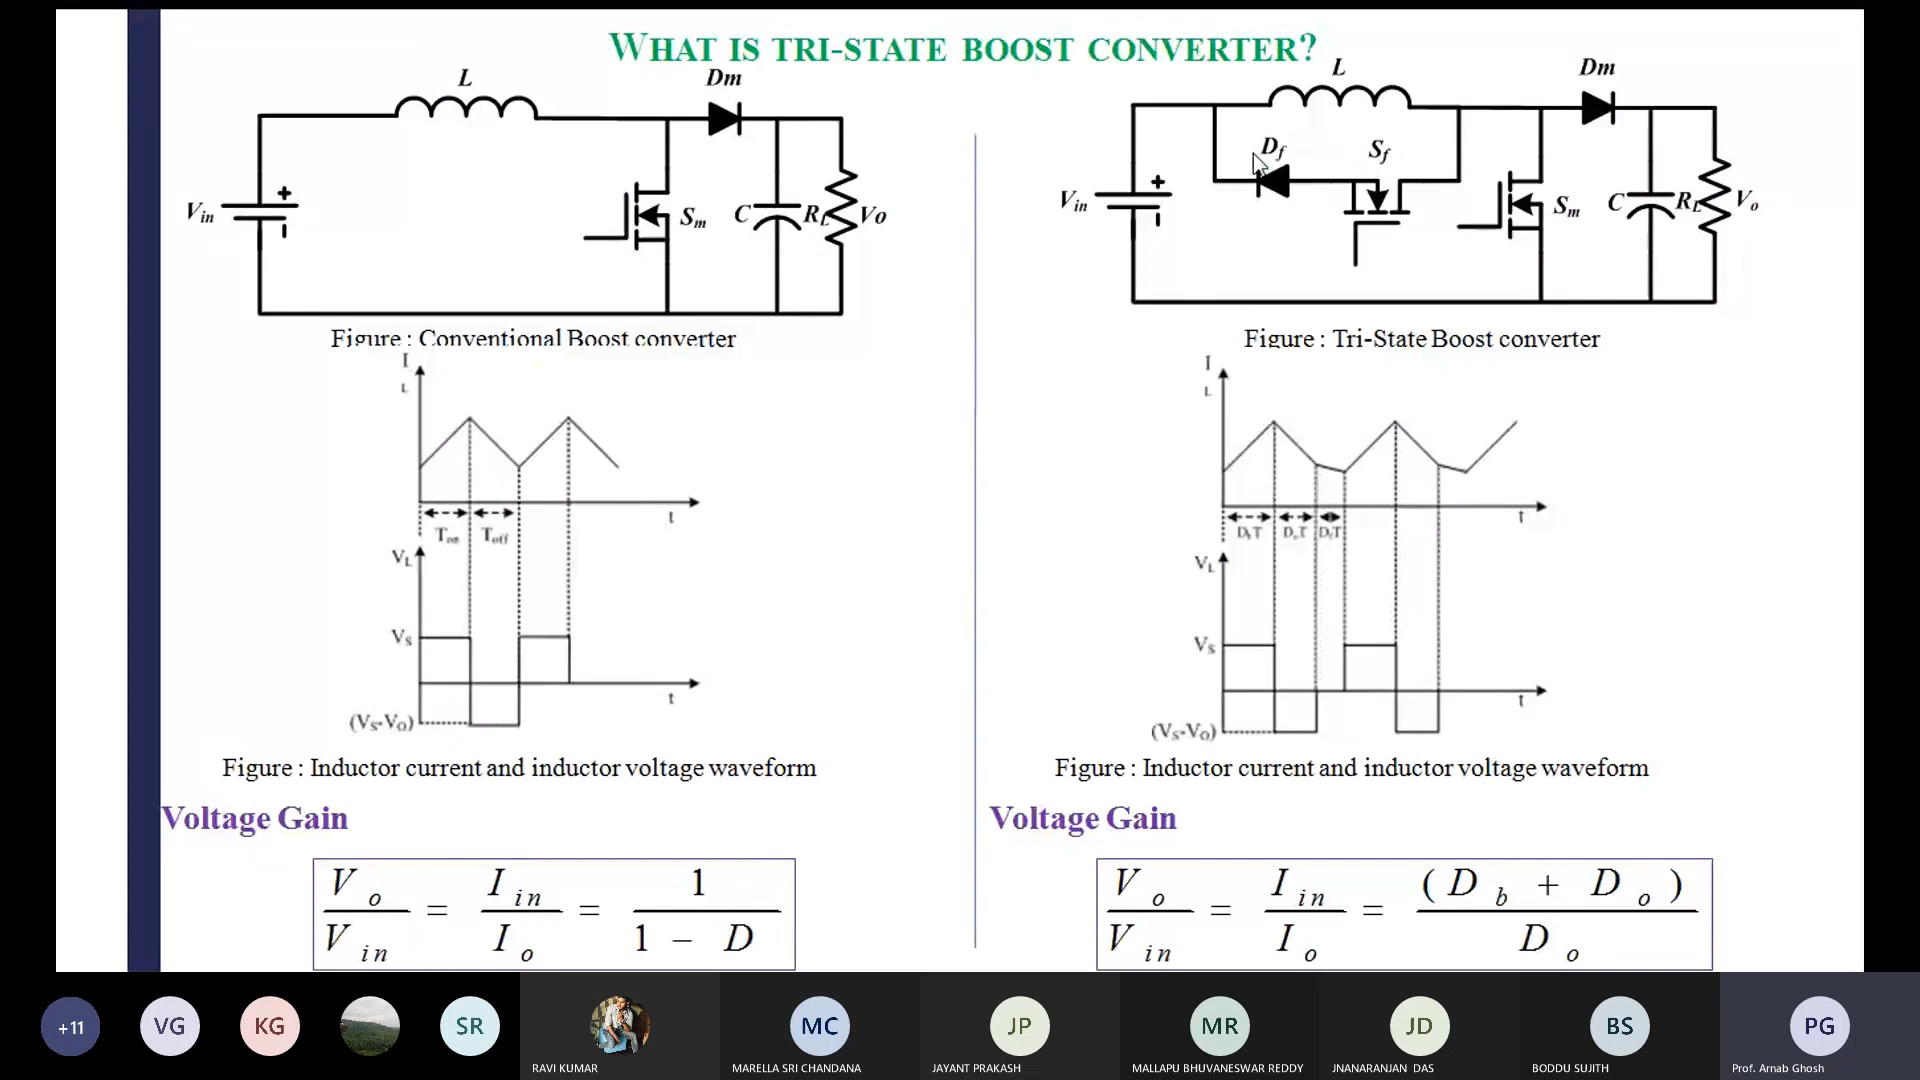 WHAT IS TRI-STATE BOOST CONVERTER?
L
Dm
Vin
+
Sm
C
RL
Vo
Figure : Conventional Boost converter
I
L
t
Ton
Toff
VL
VS
t
(VS-VO)
Figure : Inductor current and inductor voltage waveform
Voltage Gain
V o / V in = I in / I o = 1 / 1 − D
L
Dm
Df
Sf
Vin
+
Sm
C
RL
Vo
Figure : Tri-State Boost converter
I
L
t
DbT
DoT
DfT
VL
VS
t
(VS-VO)
Figure : Inductor current and inductor voltage waveform
Voltage Gain
V o / V in = I in / I o = ( D b + D o ) / D o
+11
VG
KG
SR
MC
JP
MR
JD
BS
PG
RAVI KUMAR
MARELLA SRI CHANDANA
JAYANT PRAKASH
MALLAPU BHUVANESWAR REDDY
JNANARANJAN DAS
BODDU SUJITH
Prof. Arnab Ghosh